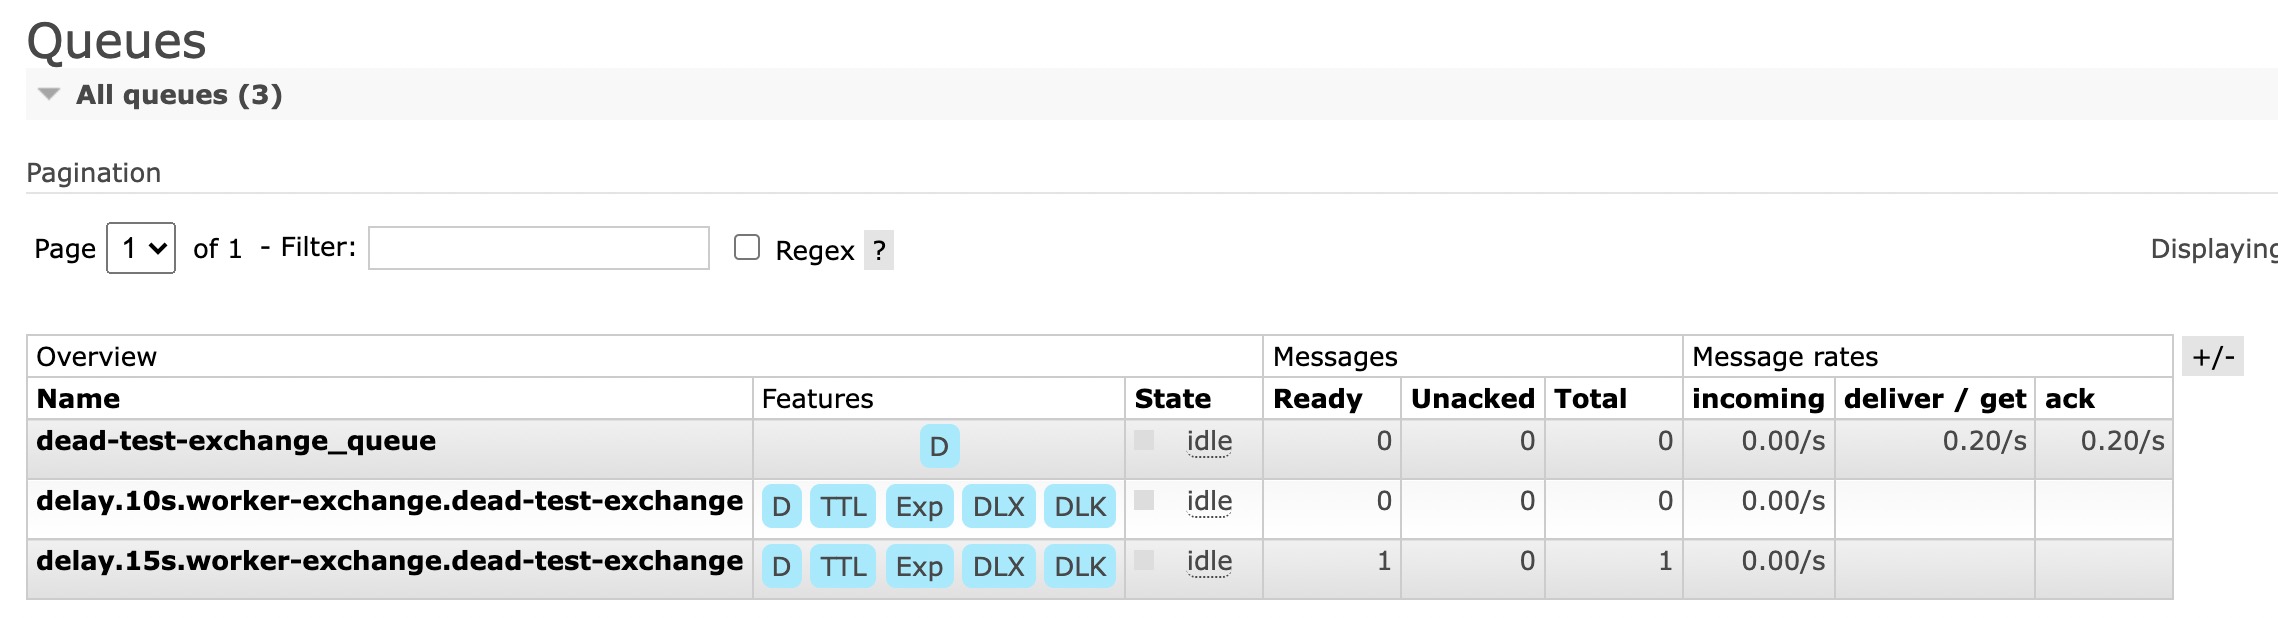 Queues
All queues (3)
Pagination
Page 1 of 1 - Filter: Regex ? Displaying
Overview Messages Message rates +/-
Name Features State Ready Unacked Total incoming deliver / get ack
dead-test-exchange_queue D idle 0 0 0 0.00/s 0.20/s 0.20/s
delay.10s.worker-exchange.dead-test-exchange D TTL Exp DLX DLK idle 0 0 0 0.00/s
delay.15s.worker-exchange.dead-test-exchange D TTL Exp DLX DLK idle 1 0 1 0.00/s